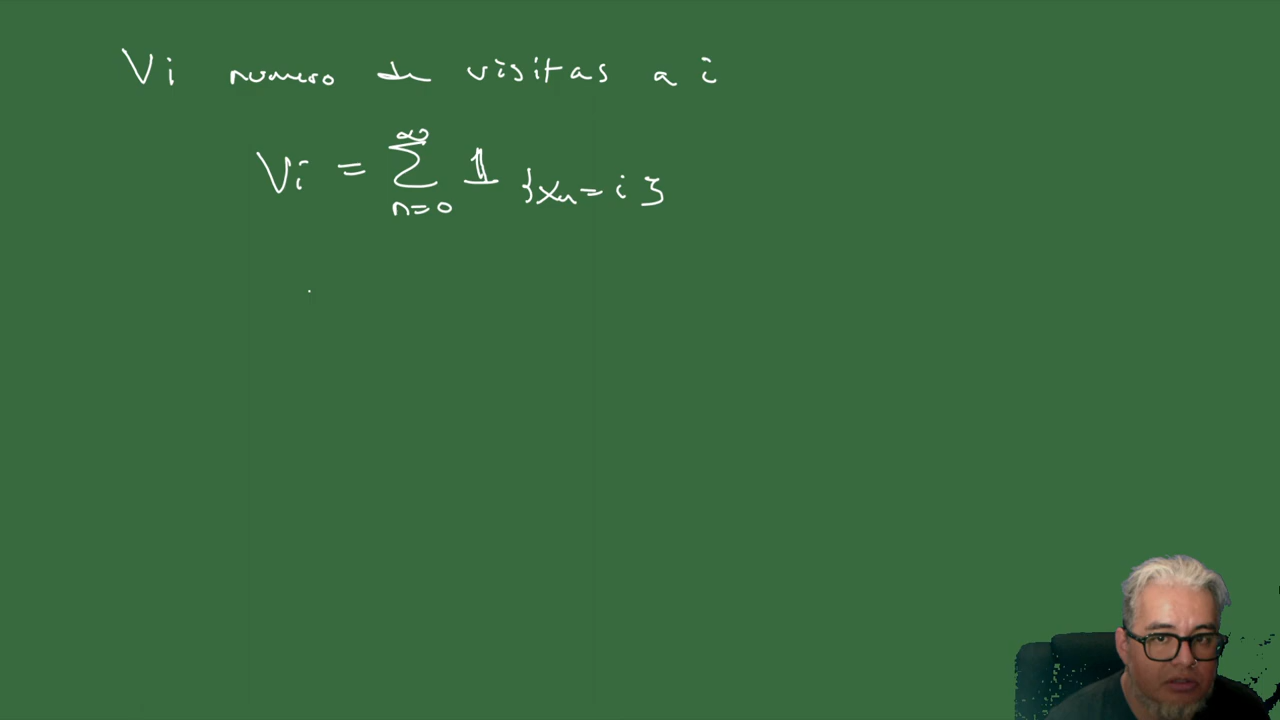 Vi numero de visitas a i
Vi = ∞∑n=0 𝟙{Xn = i}